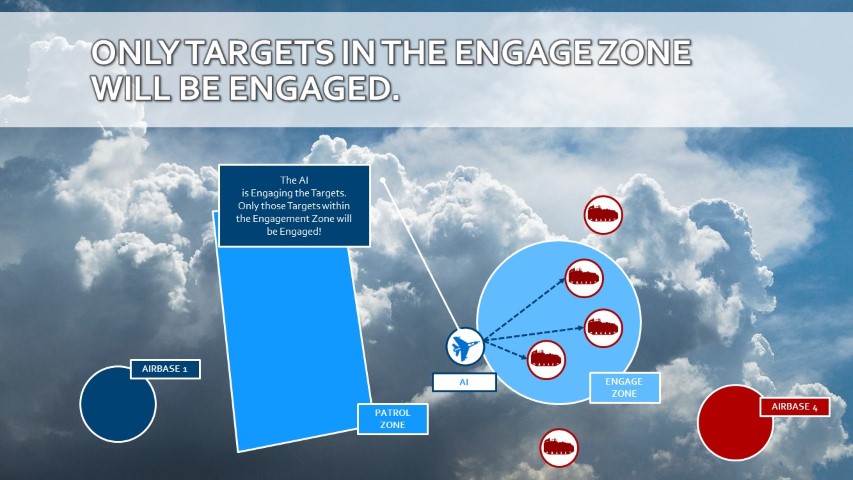 ONLY TARGETS IN THE ENGAGE ZONE
WILL BE ENGAGED.
The AI
is Engaging the Targets.
Only those Targets within
the Engagement Zone will
be Engaged!
AIRBASE 1
PATROL
ZONE
AI
ENGAGE
ZONE
AIRBASE 4